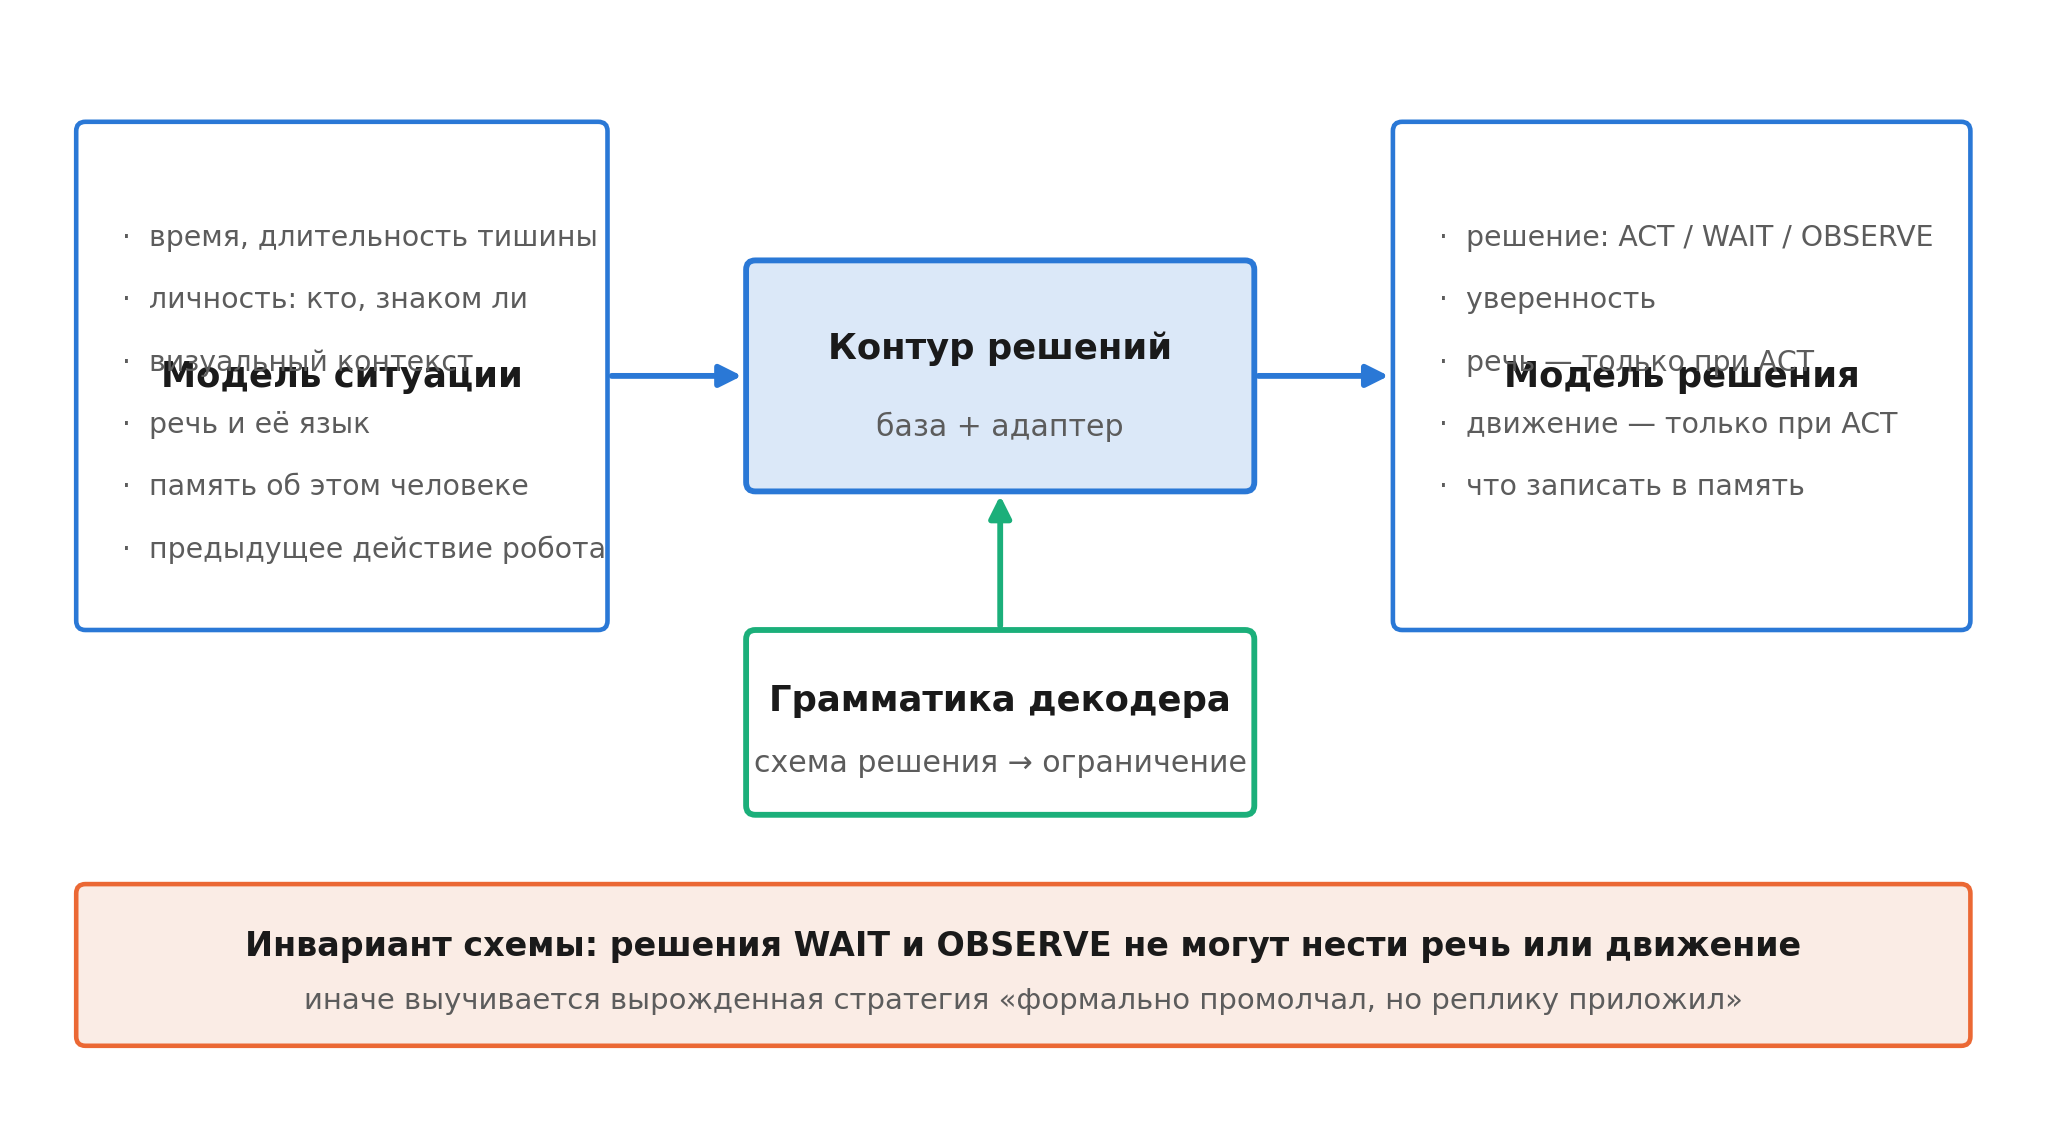 · время, длительность тишины
· личность: кто, знаком ли
· визуальный контекст
Модель ситуации
· речь и её язык
· память об этом человеке
· предыдущее действие робота
Контур решений
база + адаптер
· решение: ACT / WAIT / OBSERVE
· уверенность
· речь — только при ACT
Модель решения
· движение — только при ACT
· что записать в память
Грамматика декодера
схема решения → ограничение
Инвариант схемы: решения WAIT и OBSERVE не могут нести речь или движение
иначе выучивается вырожденная стратегия «формально промолчал, но реплику приложил»